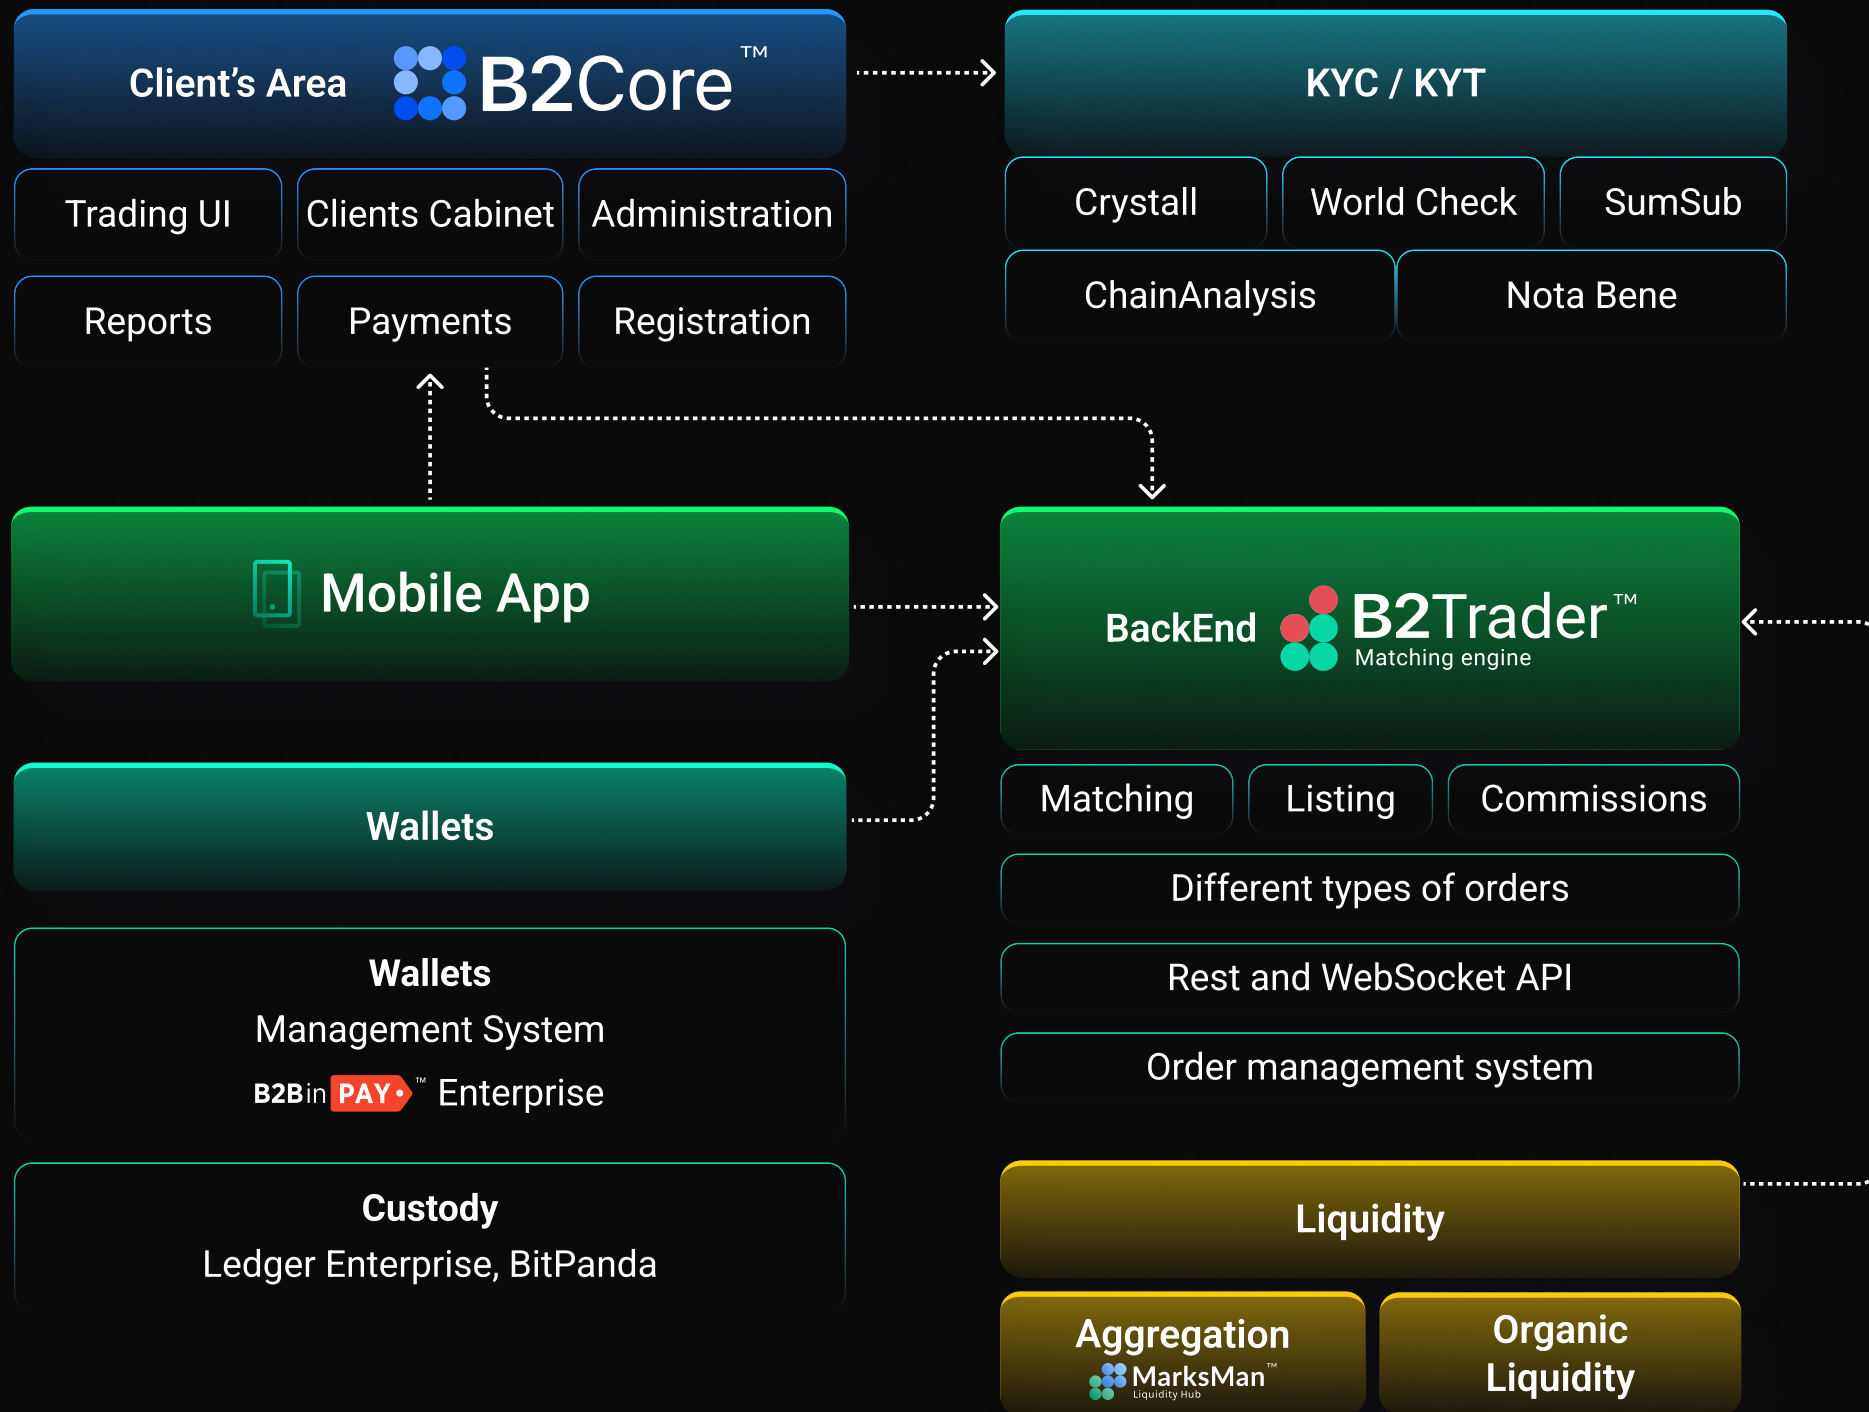 Client’s Area B2Core™
KYC / KYT
Trading UI
Clients Cabinet
Administration
Reports
Payments
Registration
Crystall
World Check
SumSub
ChainAnalysis
Nota Bene
Mobile App
BackEnd B2Trader™
Matching engine
Wallets
Wallets
Management System
B2Bin PAY™ Enterprise
Custody
Ledger Enterprise, BitPanda
Matching
Listing
Commissions
Different types of orders
Rest and WebSocket API
Order management system
Liquidity
Aggregation
MarksMan™
Liquidity Hub
Organic
Liquidity